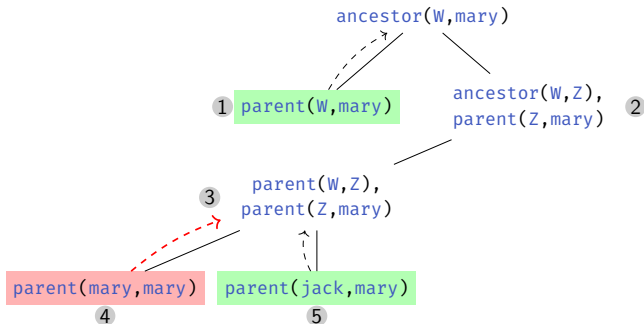 ancestor(W,mary)
1 parent(W,mary)
ancestor(W,Z),
parent(Z,mary)
2
3
parent(W,Z),
parent(Z,mary)
parent(mary,mary)
parent(jack,mary)
4
5